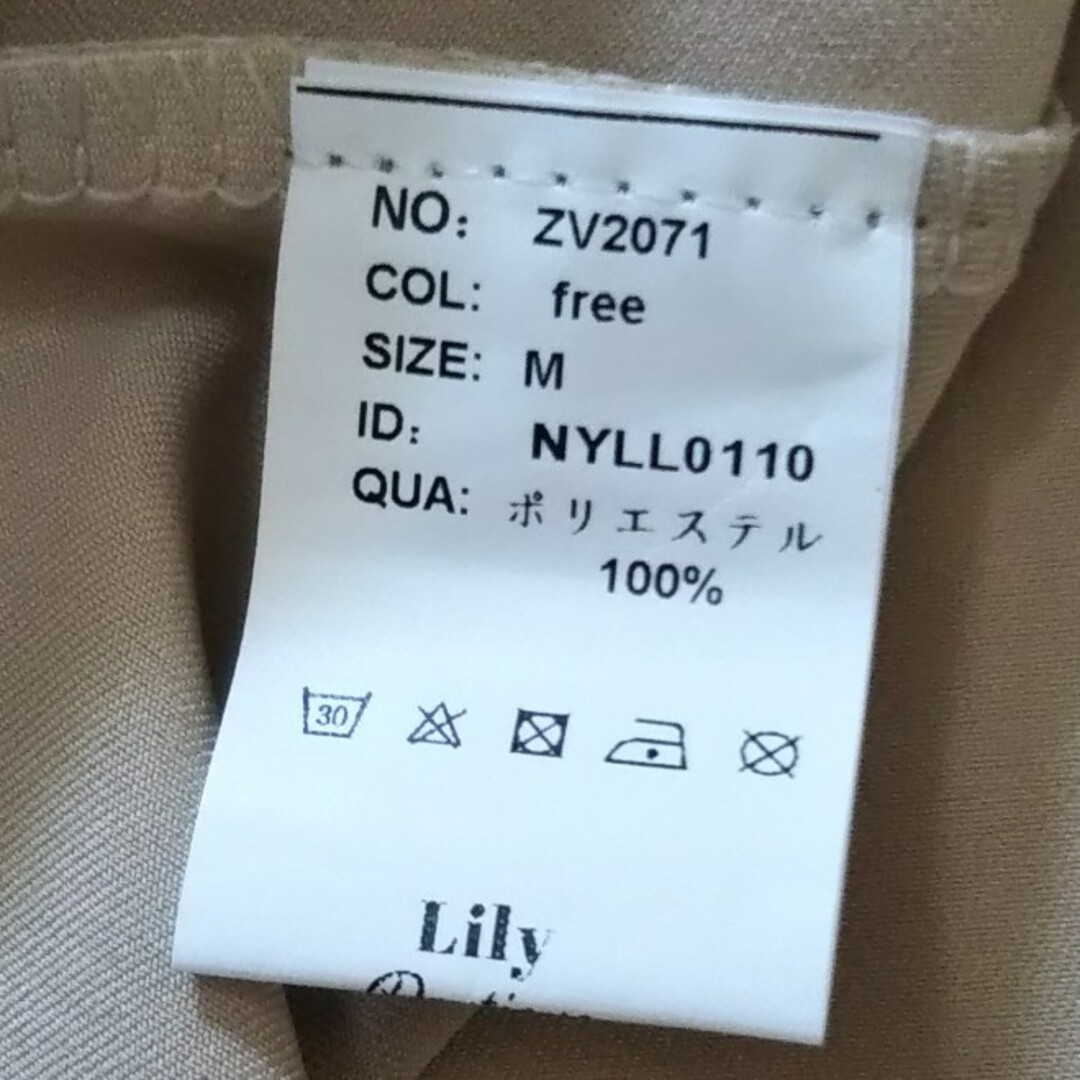 NO: ZV2071
COL: free
SIZE: M
ID: NYLL0110
QUA: ポリエステル
100%
30
Lily